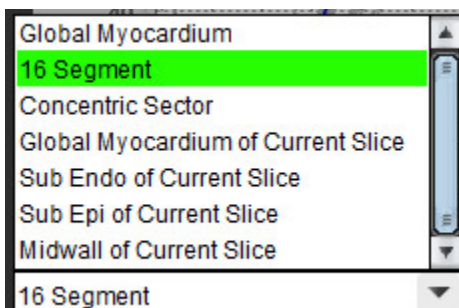 Global Myocardium
16 Segment
Concentric Sector
Global Myocardium of Current Slice
Sub Endo of Current Slice
Sub Epi of Current Slice
Midwall of Current Slice
16 Segment